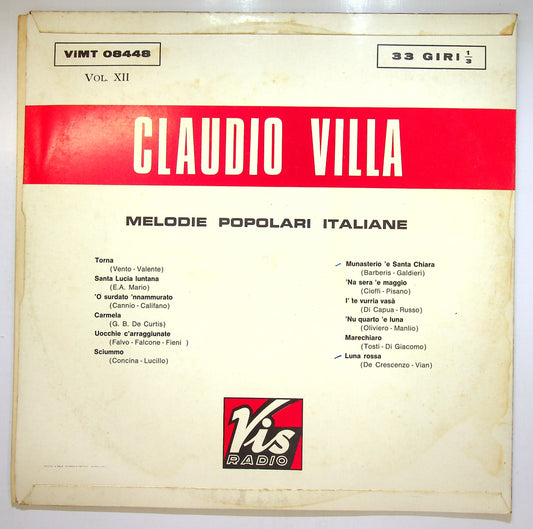 ViMT 08448
33 GIRI 1/3
VOL. XII
CLAUDIO VILLA
MELODIE POPOLARI ITALIANE
Torna
(Vento - Valente)
Santa Lucia luntana
(E.A. Mario)
'O surdato 'nnammurato
(Cannio - Califano)
Carmela
(G. B. De Curtis)
Uocchie c'arraggiunate
(Falvo - Falcone - Fieni )
Sciummo
(Concina - Lucillo)
Munasterio 'e Santa Chiara
(Barberis - Galdieri)
'Na sera 'e maggio
(Cioffi - Pisano)
I' te vurria vasà
(Di Capua - Russo)
'Nu quarto 'e luna
(Oliviero - Manlio)
Marechiaro
(Tosti - Di Giacomo)
Luna rossa
(De Crescenzo - Vian)
Vis
RADIO